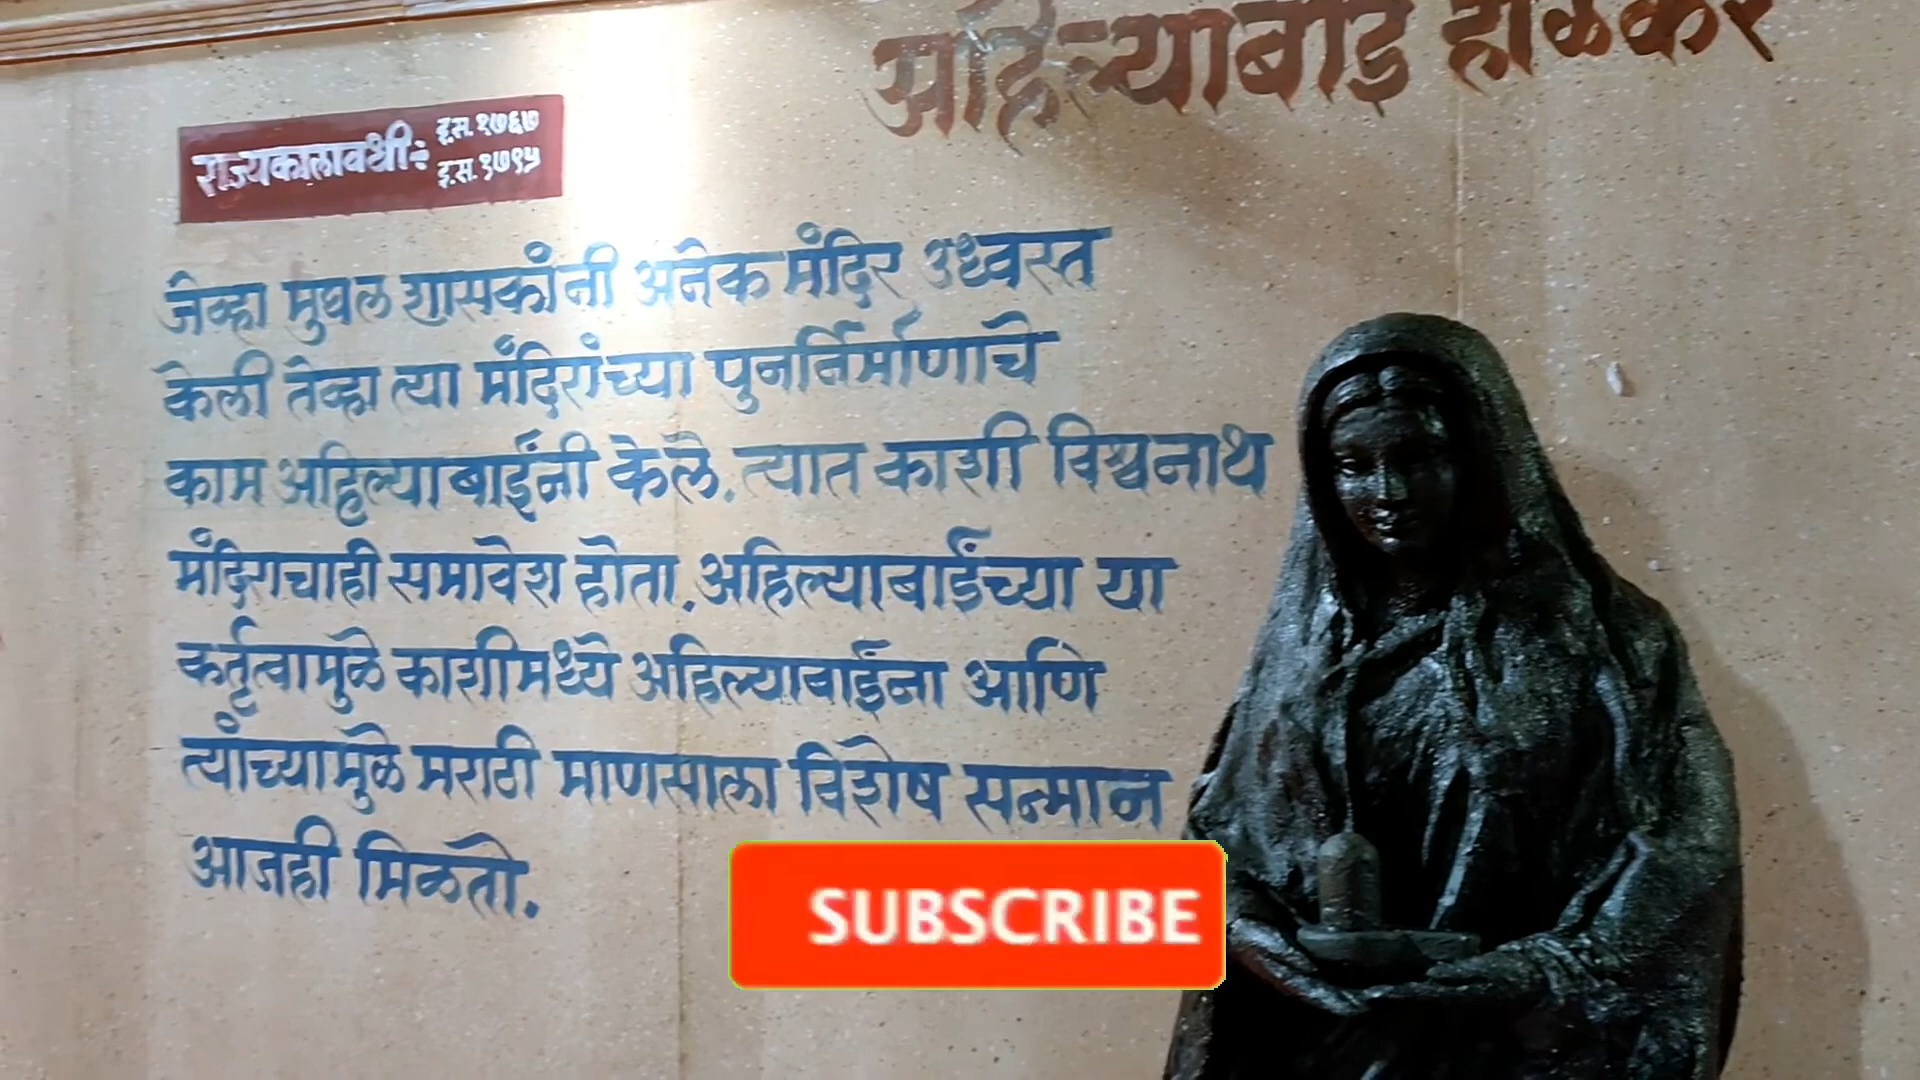 अहिल्याबाई होळकर
राज्यकालावधी÷ इ.स. १७६७
इ.स. १७९५
जेव्हा मुघल शासकांनी अनेक मंदिर उध्वस्त
केली तेव्हा त्या मंदिरांच्या पुनर्निर्माणाचे
काम अहिल्याबाईंनी केले. त्यात काशी विश्वनाथ
मंदिराचाही समावेश होता. अहिल्याबाईंच्या या
कर्तृत्वामुळे काशीमध्ये अहिल्याबाईंना आणि
त्यांच्यामुळे मराठी माणसाला विशेष सन्मान
आजही मिळतो.
SUBSCRIBE